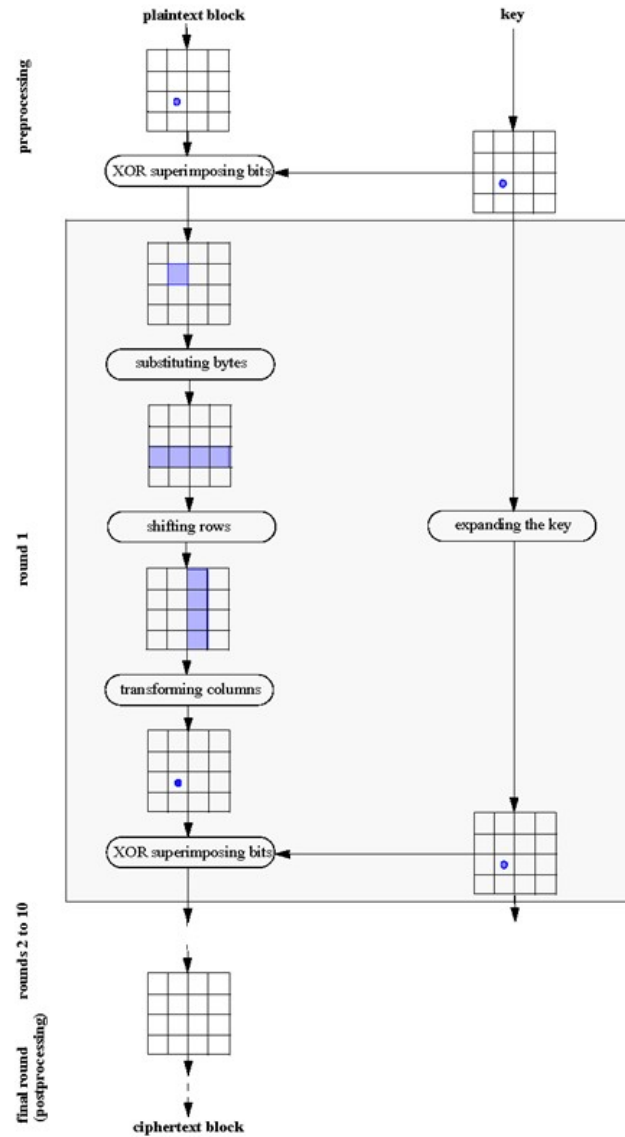 plaintext block
key
preprocessing
XOR superimposing bits
substituting bytes
round 1
shifting rows
expanding the key
transforming columns
XOR superimposing bits
rounds 2 to 10
final round
(postprocessing)
ciphertext block